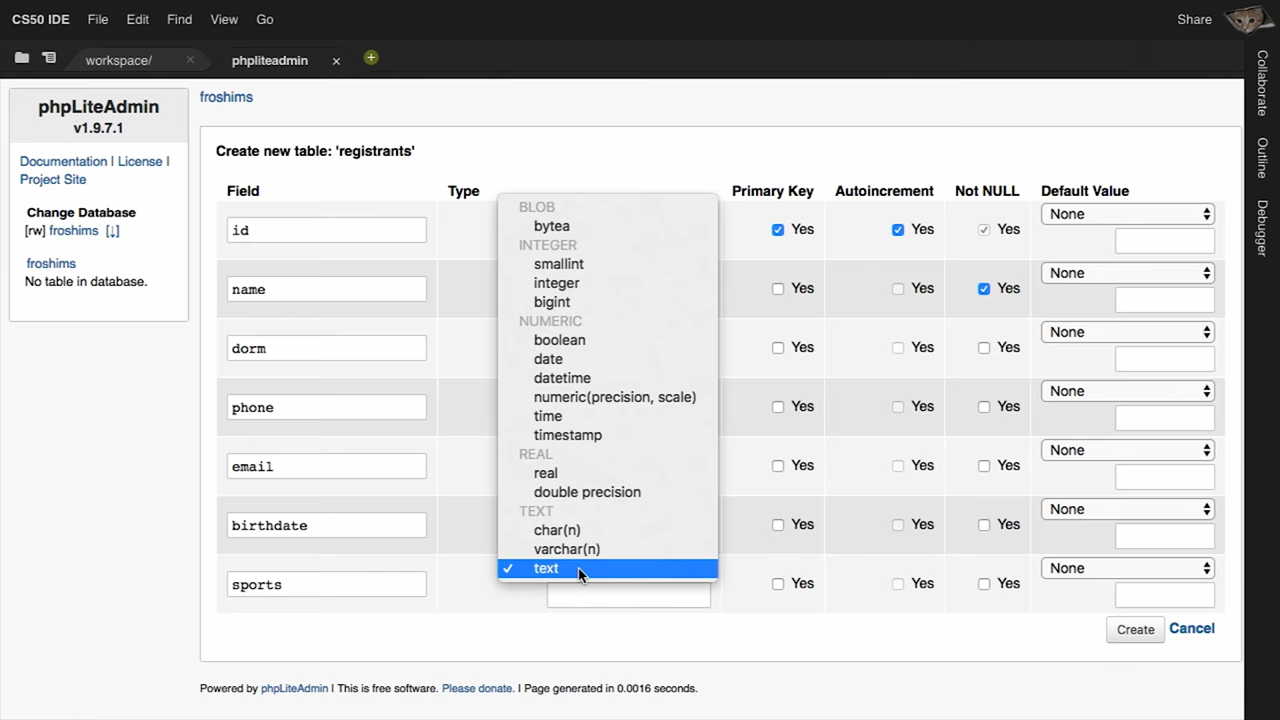 CS50 IDE File Edit Find View Go Share
workspace/ × phpliteadmin × +
Collaborate
Outline
Debugger
phpLiteAdmin
v1.9.7.1
Documentation | License |
Project Site
Change Database
[rw] froshims [↓]
froshims
No table in database.
froshims
Create new table: 'registrants'
Field Type Primary Key Autoincrement Not NULL Default Value
id Yes Yes Yes None
name Yes Yes Yes None
dorm Yes Yes Yes None
phone Yes Yes Yes None
email Yes Yes Yes None
birthdate Yes Yes Yes None
sports Yes Yes Yes None
BLOB
bytea
INTEGER
smallint
integer
bigint
NUMERIC
boolean
date
datetime
numeric(precision, scale)
time
timestamp
REAL
real
double precision
TEXT
char(n)
varchar(n)
✓ text
Create Cancel
Powered by phpLiteAdmin | This is free software. Please donate. | Page generated in 0.0016 seconds.